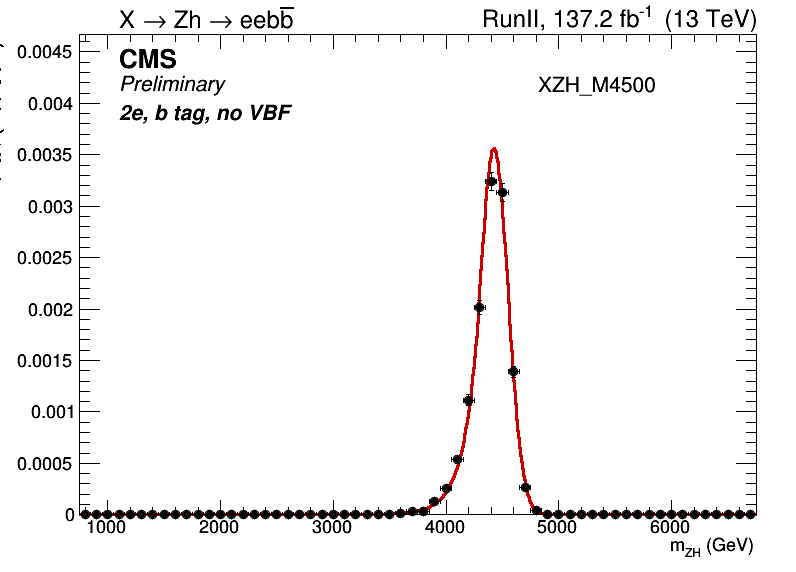 X → Zh → eebb̅
RunII, 137.2 fb⁻¹ (13 TeV)
CMS
Preliminary
2e, b tag, no VBF
XZH_M4500
0.0045
0.004
0.0035
0.003
0.0025
0.002
0.0015
0.001
0.0005
0
1000 2000 3000 4000 5000 6000
m_ZH (GeV)